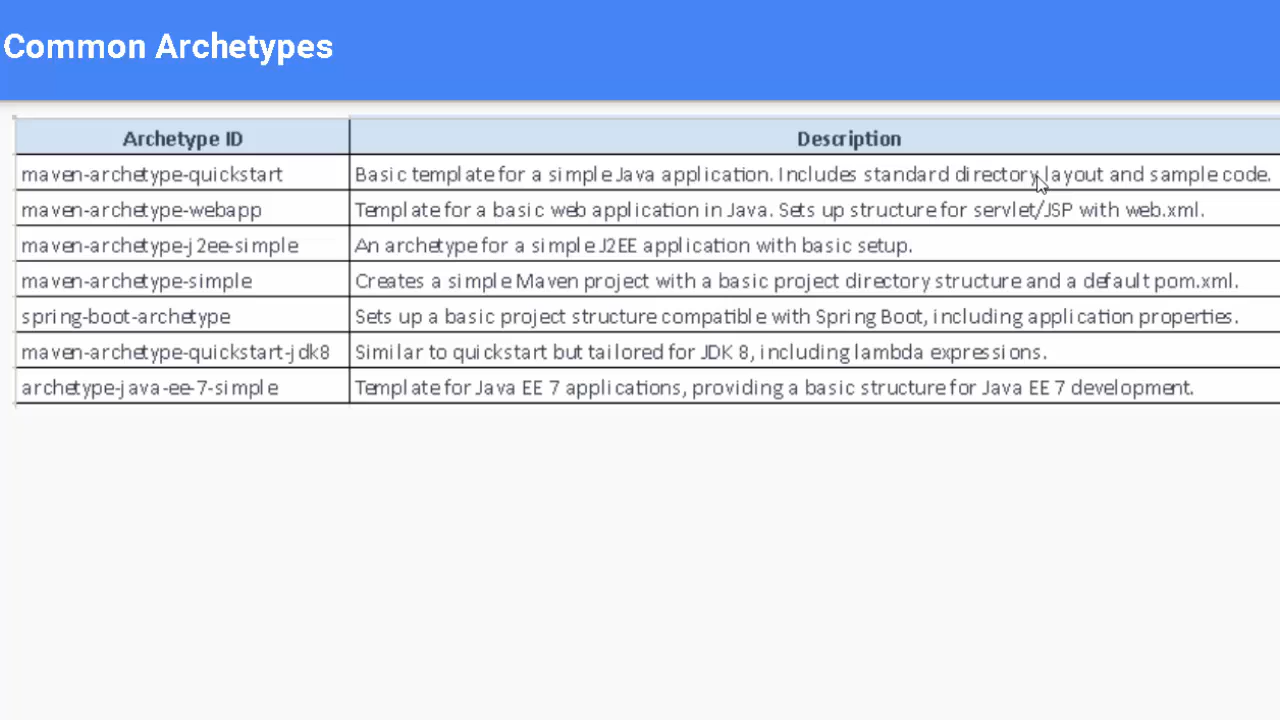 Common Archetypes
Archetype ID Description
maven-archetype-quickstart Basic template for a simple Java application. Includes standard directory layout and sample code.
maven-archetype-webapp Template for a basic web application in Java. Sets up structure for servlet/JSP with web.xml.
maven-archetype-j2ee-simple An archetype for a simple J2EE application with basic setup.
maven-archetype-simple Creates a simple Maven project with a basic project directory structure and a default pom.xml.
spring-boot-archetype Sets up a basic project structure compatible with Spring Boot, including application properties.
maven-archetype-quickstart-jdk8 Similar to quickstart but tailored for JDK 8, including lambda expressions.
archetype-java-ee-7-simple Template for Java EE 7 applications, providing a basic structure for Java EE 7 development.